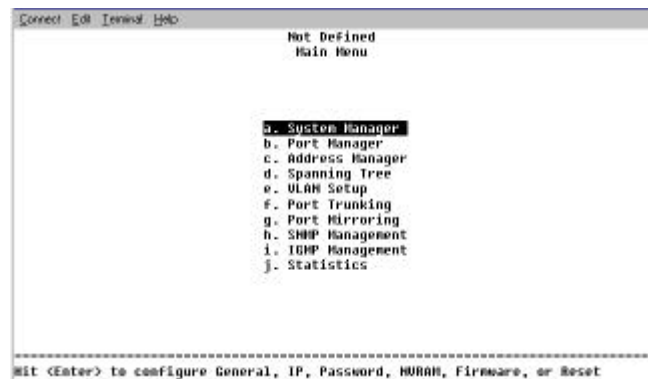 Connect Edit Terminal Help
Not Defined
Main Menu
a. System Manager
b. Port Manager
c. Address Manager
d. Spanning Tree
e. VLAN Setup
f. Port Trunking
g. Port Mirroring
h. SNMP Management
i. IGMP Management
j. Statistics
Hit <Enter> to configure General, IP, Password, NVRAM, Firmware, or Reset